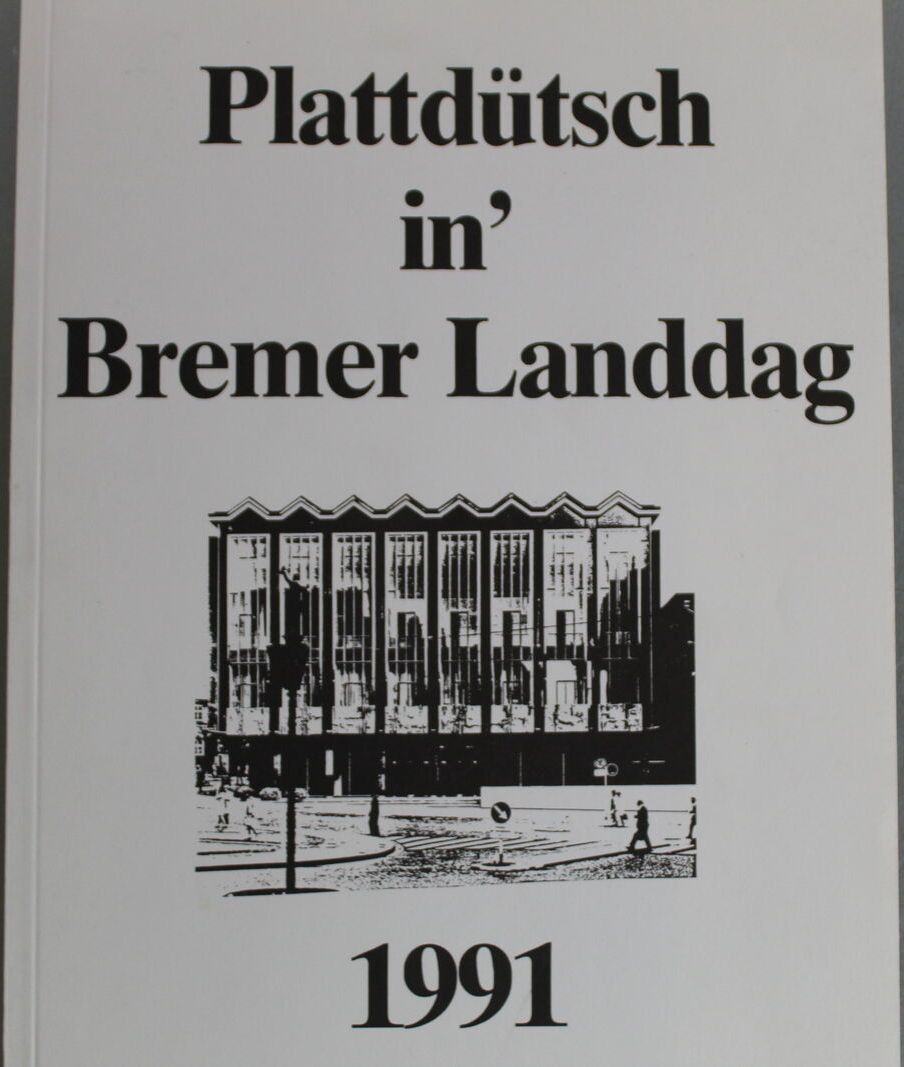 Plattdütsch
in’
Bremer Landdag
1991